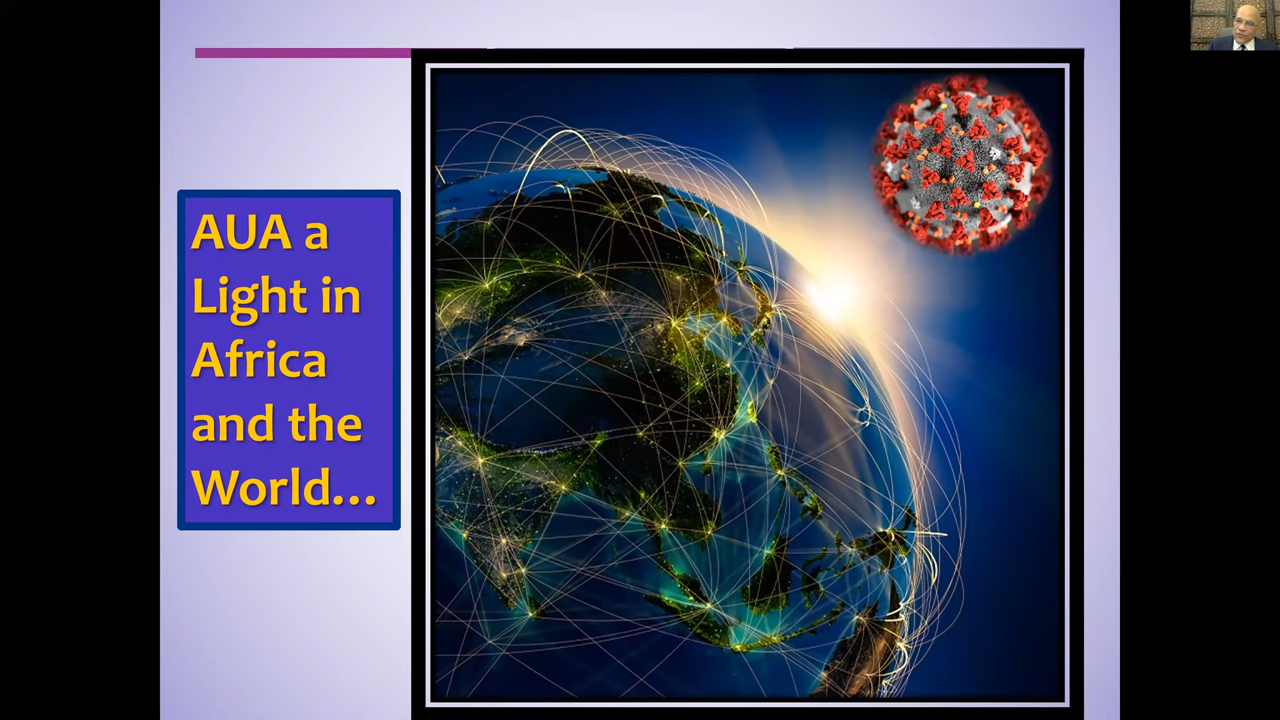 AUA a
Light in
Africa
and the
World…